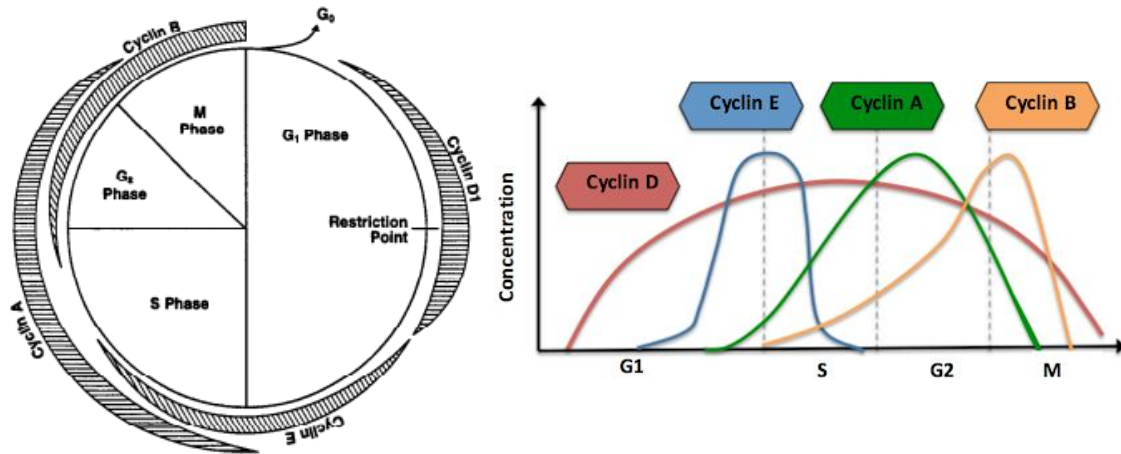 G₀
Cyclin B
M
Phase
G₁ Phase
Cyclin D1
G₂
Phase
Restriction
Point
S Phase
Cyclin A
Cyclin E
Cyclin E
Cyclin A
Cyclin B
Cyclin D
Concentration
G1
S
G2
M